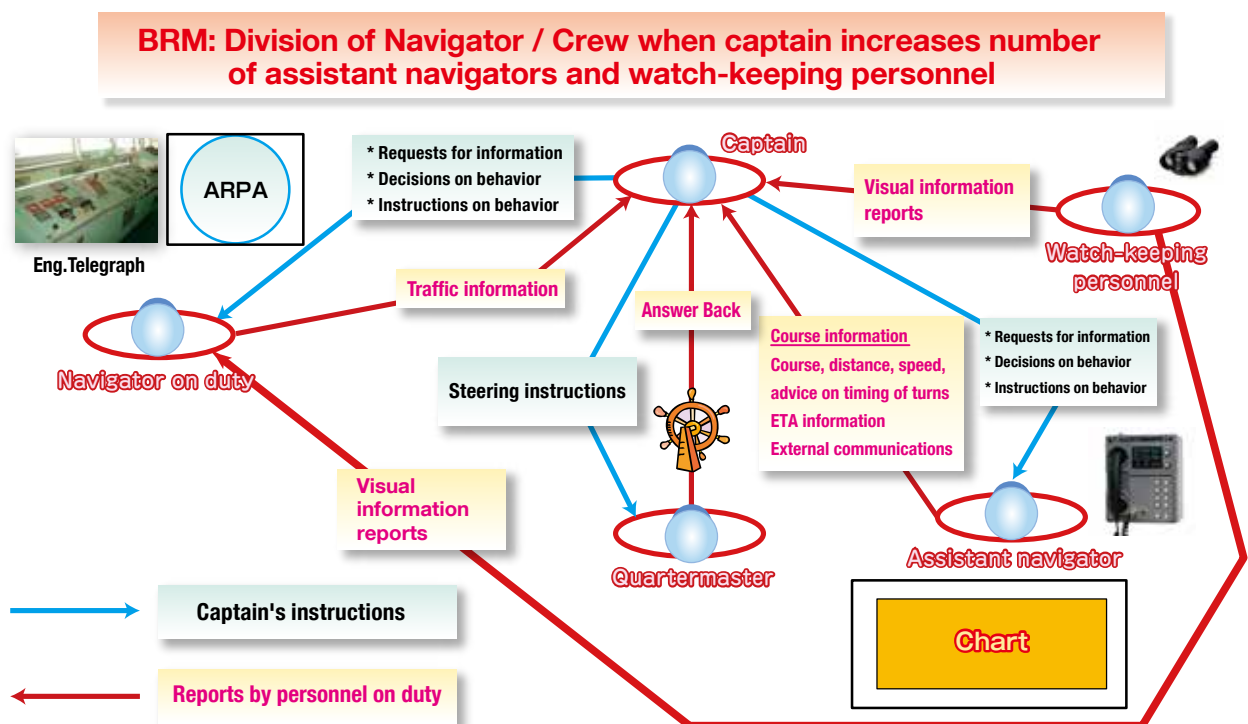 BRM: Division of Navigator / Crew when captain increases number
of assistant navigators and watch-keeping personnel
ARPA
Eng.Telegraph
* Requests for information
* Decisions on behavior
* Instructions on behavior
Captain
Visual information
reports
Watch-keeping
personnel
Traffic information
Answer Back
Navigator on duty
Steering instructions
Course information
Course, distance, speed,
advice on timing of turns
ETA information
External communications
* Requests for information
* Decisions on behavior
* Instructions on behavior
Visual
information
reports
Quartermaster
Assistant navigator
Captain's instructions
Chart
Reports by personnel on duty